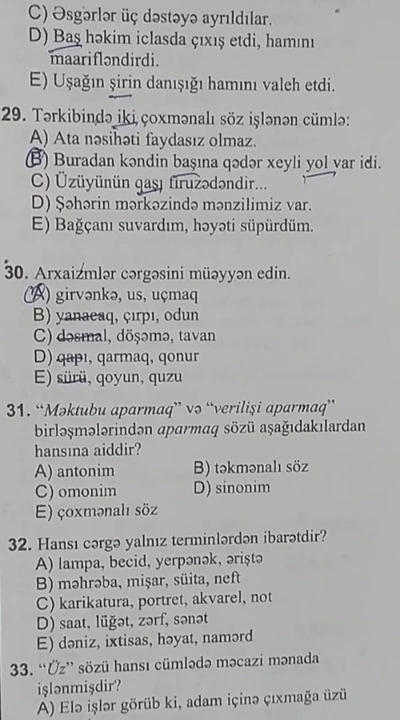 C) Əsgərlər üç dəstəyə ayrıldılar.
D) Baş həkim iclasda çıxış etdi, hamını
maarifləndirdi.
E) Uşağın şirin danışığı hamını valeh etdi.
29. Tərkibində iki çoxmənalı söz işlənən cümlə:
A) Ata nəsihəti faydasız olmaz.
B) Buradan kəndin başına qədər xeyli yol var idi.
C) Üzüyünün qaşı firuzədəndir...
D) Şəhərin mərkəzində mənzilimiz var.
E) Bağçanı suvardım, həyəti süpürdüm.
30. Arxaizmlər cərgəsini müəyyən edin.
A) girvənkə, us, uçmaq
B) yanacaq, çırpı, odun
C) dəsmal, döşəmə, tavan
D) qapı, qarmaq, qonur
E) sürü, qoyun, quzu
31. “Məktubu aparmaq” və “verilişi aparmaq”
birləşmələrindən aparmaq sözü aşağıdakılardan
hansına aiddir?
A) antonim B) təkmənalı söz
C) omonim D) sinonim
E) çoxmənalı söz
32. Hansı cərgə yalnız terminlərdən ibarətdir?
A) lampa, becid, yerpənək, əriştə
B) məhrəba, mişar, süita, neft
C) karikatura, portret, akvarel, not
D) saat, lüğət, zərf, sənət
E) dəniz, ixtisas, həyat, namərd
33. “Üz” sözü hansı cümlədə məcazi mənada
işlənmişdir?
A) Elə işlər görüb ki, adam içinə çıxmağa üzü